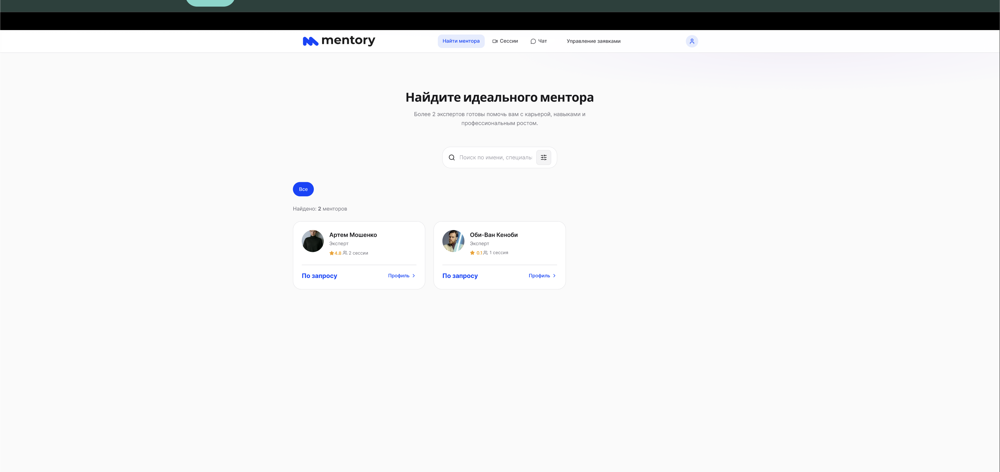 mentory
Найти ментора
Сессии
Чат
Управление заявками
Найдите идеального ментора
Более 2 экспертов готовы помочь вам с карьерой, навыками и
профессиональным ростом.
Поиск по имени, специаль
Все
Найдено: 2 менторов
Артем Мошенко
Эксперт
4.8 2 сессии
По запросу
Профиль
Оби-Ван Кеноби
Эксперт
0.1 1 сессия
По запросу
Профиль